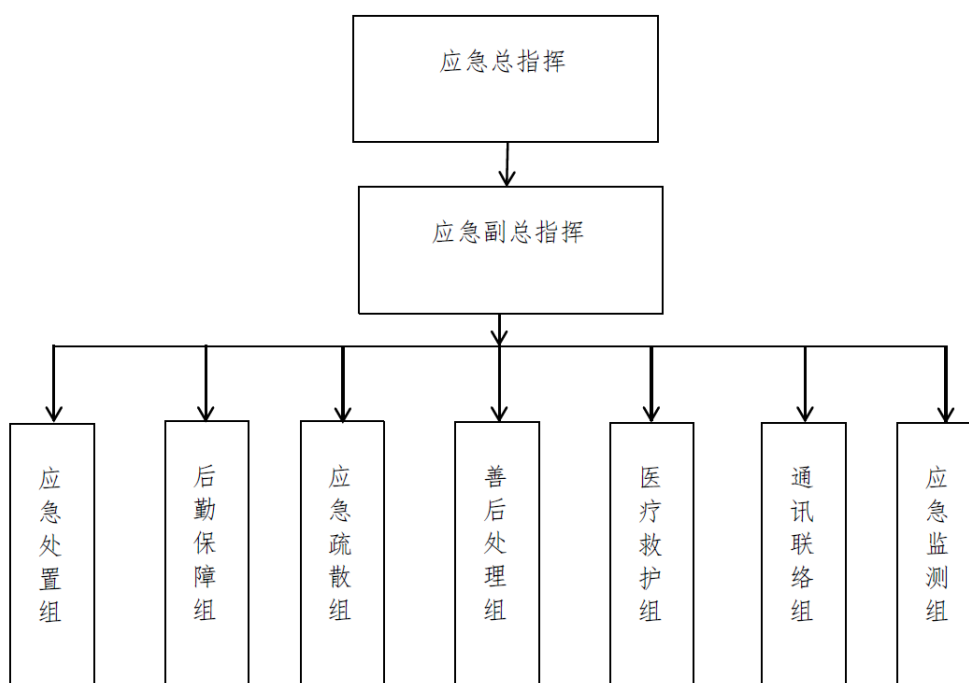 应急总指挥
应急副总指挥
应急处置组
后勤保障组
应急疏散组
善后处理组
医疗救护组
通讯联络组
应急监测组